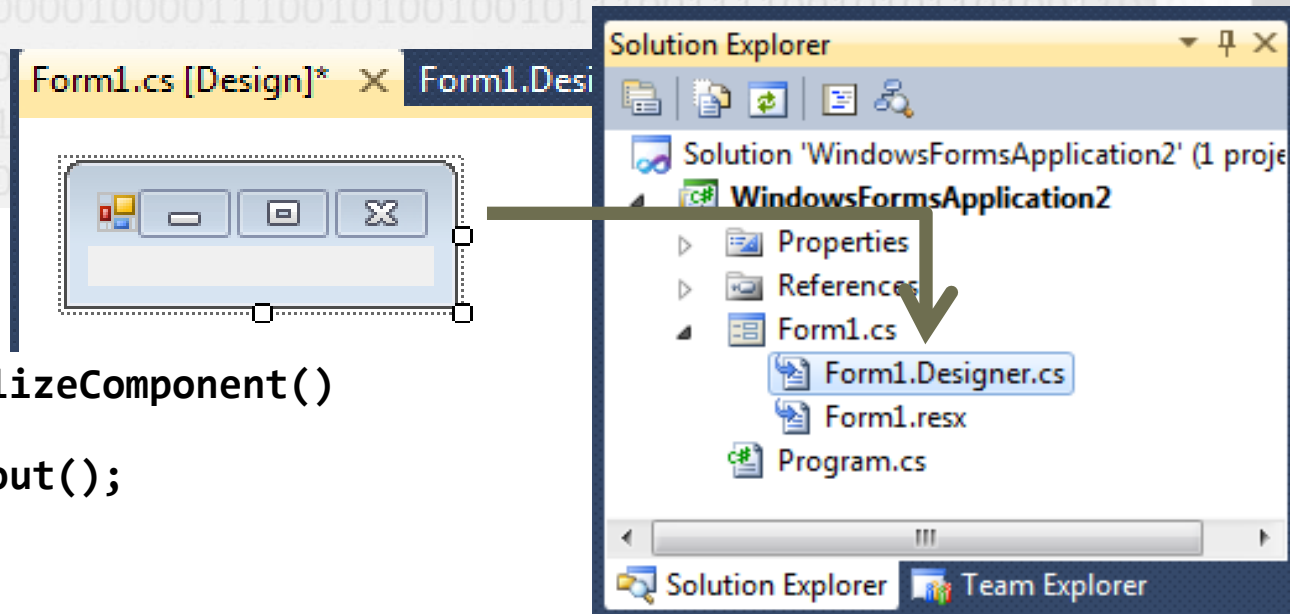 Form1.cs [Design]* × Form1.Desi
lizeComponent()
out();
Solution Explorer
Solution 'WindowsFormsApplication2' (1 proje
WindowsFormsApplication2
Properties
References
Form1.cs
Form1.Designer.cs
Form1.resx
Program.cs
Solution Explorer Team Explorer